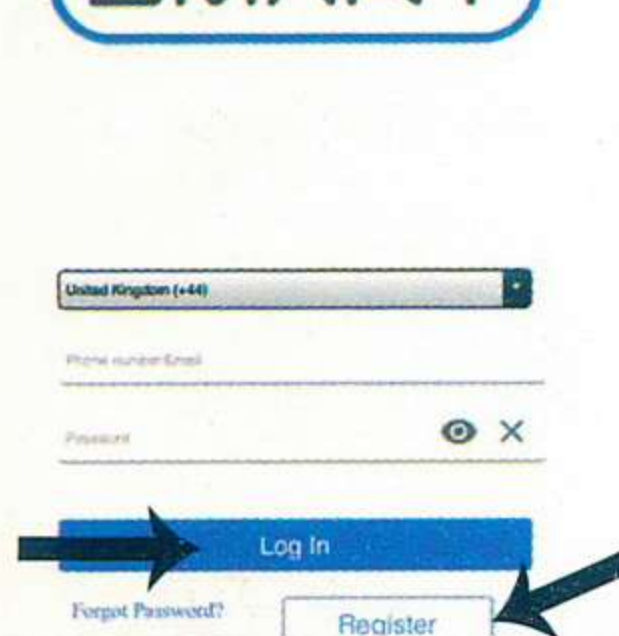 United Kingdom (+44)
Phone number/Email
Password
Log In
Forgot Password?
Register